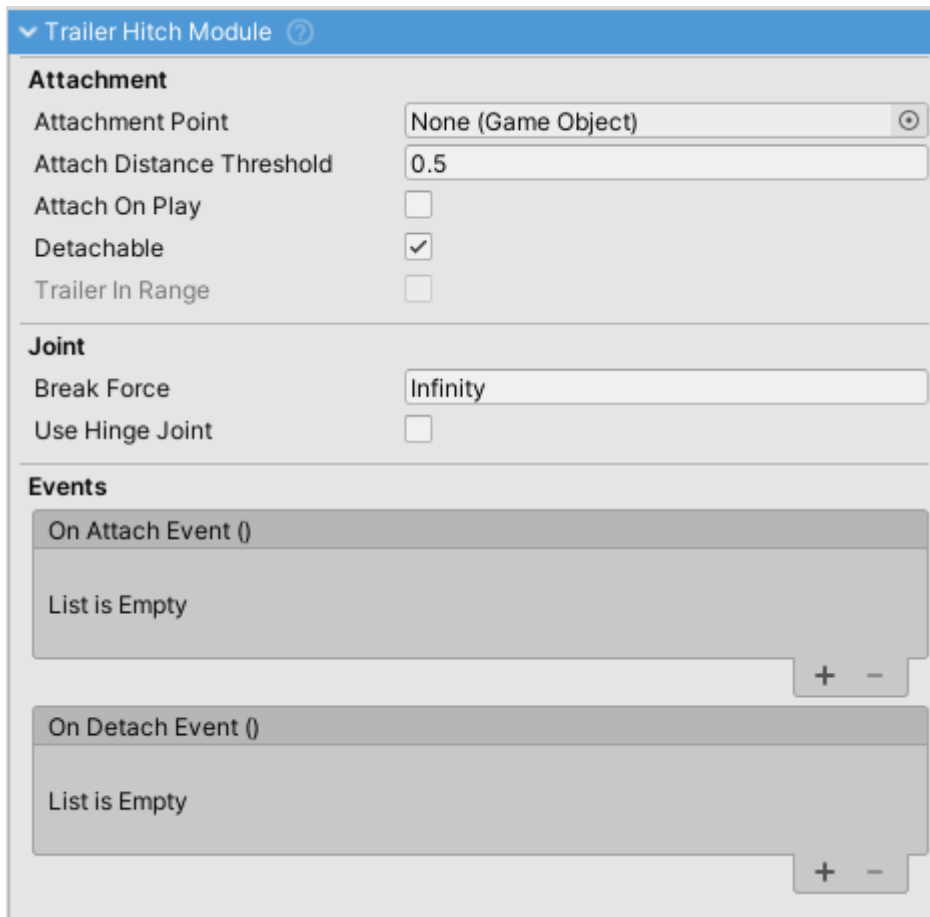 Trailer Hitch Module ?
Attachment
Attachment Point None (Game Object)
Attach Distance Threshold 0.5
Attach On Play
Detachable
Trailer In Range
Joint
Break Force Infinity
Use Hinge Joint
Events
On Attach Event ()
List is Empty
+ −
On Detach Event ()
List is Empty
+ −